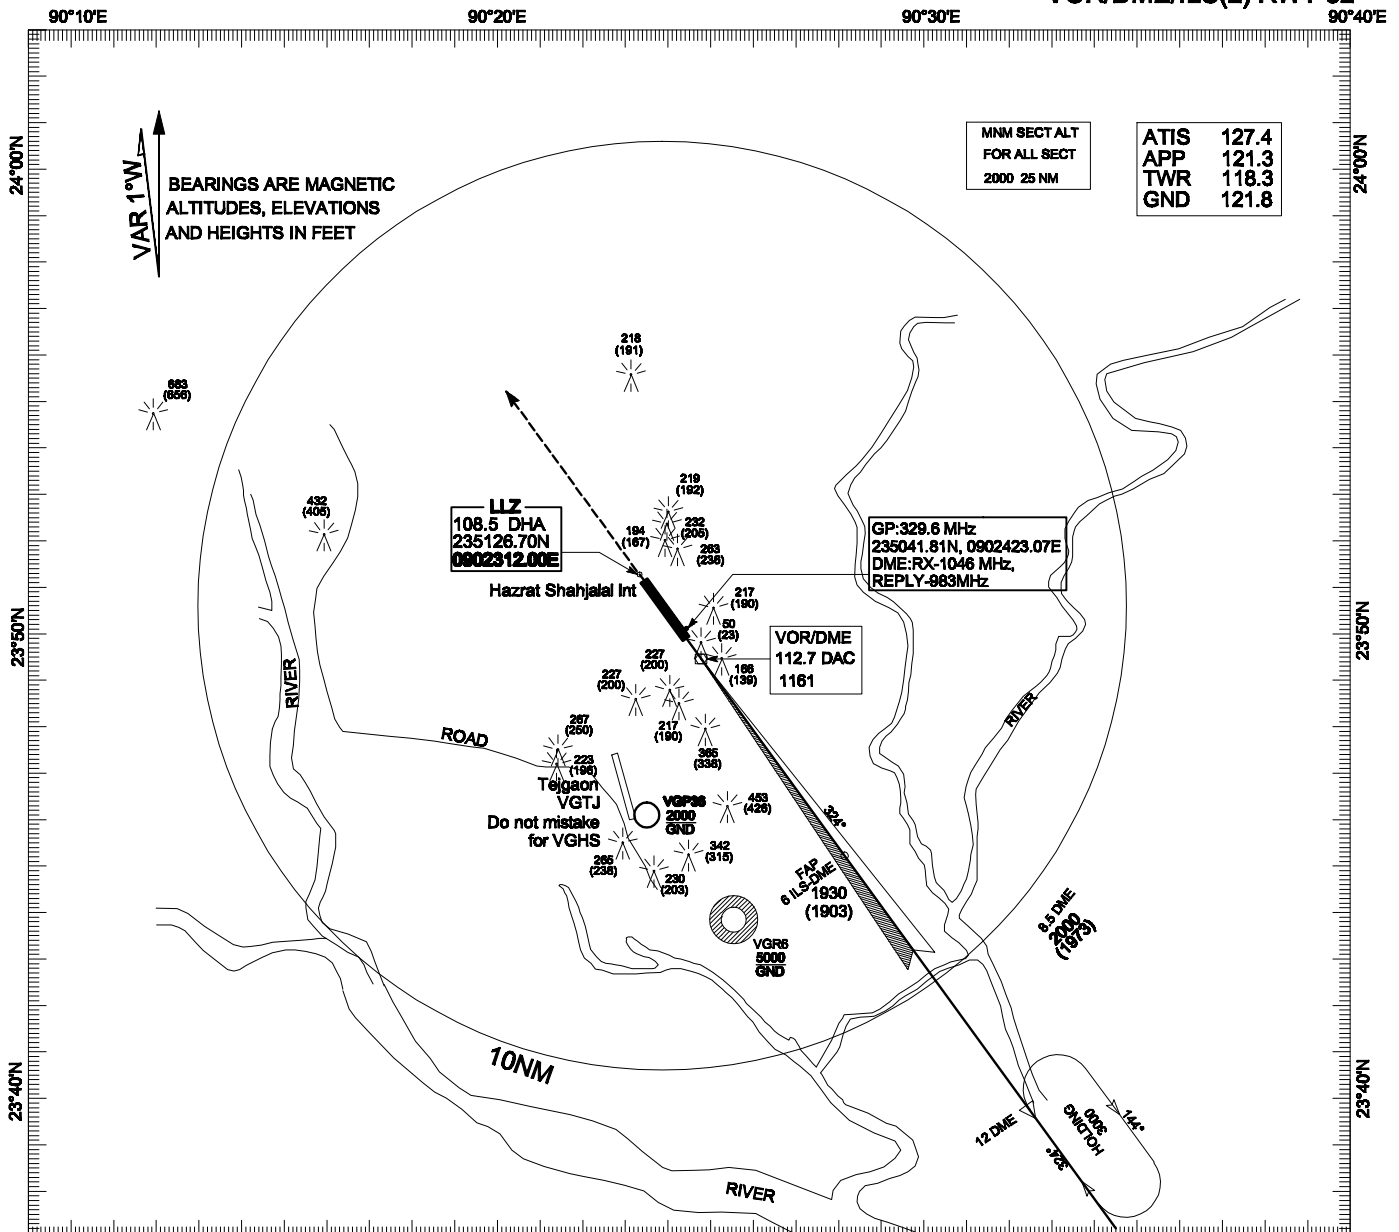 90°10'E
90°20'E
90°30'E
90°40'E
24°00'N
24°00'N
VAR 1°W
BEARINGS ARE MAGNETIC
ALTITUDES, ELEVATIONS
AND HEIGHTS IN FEET
MNM SECT ALT
FOR ALL SECT
2000 25 NM
ATIS 127.4
APP 121.3
TWR 118.3
GND 121.8
218
(191)
683
(656)
432
(405)
219
(192)
232
(205)
194
(167)
263
(236)
LLZ
108.5 DHA
235126.70N
0902312.00E
Hazrat Shahjalal Int
GP:329.6 MHz
235041.81N, 0902423.07E
DME:RX-1046 MHz,
REPLY-983MHz
217
(190)
50
(23)
166
(139)
VOR/DME
112.7 DAC
1161
23°50'N
23°50'N
227
(200)
227
(200)
217
(190)
365
(338)
RIVER
RIVER
ROAD
267
(250)
223
(196)
Tejgaon
VGTJ
Do not mistake
for VGHS
VGP36
2000
GND
453
(426)
342
(315)
265
(238)
230
(203)
324°
FAP
6 ILS-DME
1930
(1903)
VGR6
5000
GND
8.5 DME
2000
(1973)
10NM
23°40'N
23°40'N
12 DME
HOLDING
3000
144°
324°
RIVER